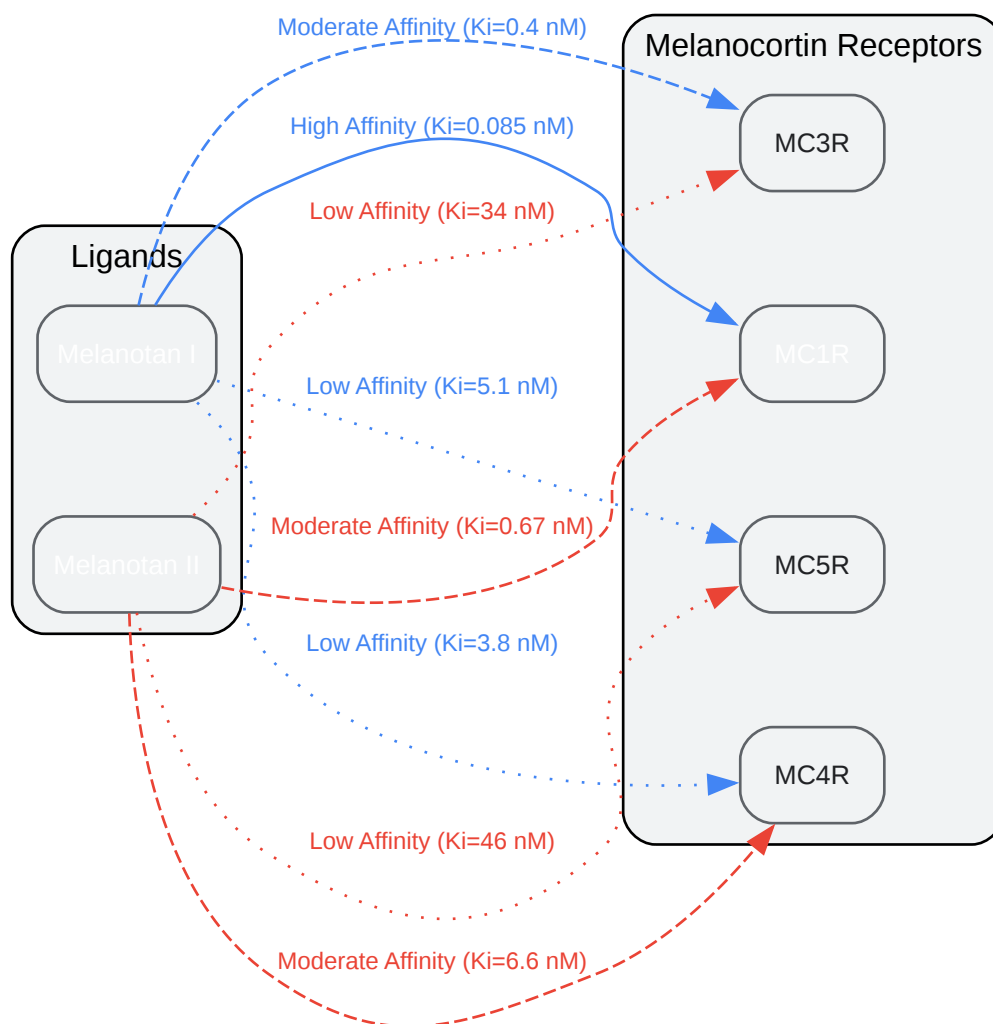 Moderate Affinity (Ki=0.4 nM)
Melanocortin Receptors
High Affinity (Ki=0.085 nM)
MC3R
Low Affinity (Ki=34 nM)
Ligands
Melanotan I
MC1R
Low Affinity (Ki=5.1 nM)
Moderate Affinity (Ki=0.67 nM)
Melanotan II
MC5R
Low Affinity (Ki=3.8 nM)
MC4R
Low Affinity (Ki=46 nM)
Moderate Affinity (Ki=6.6 nM)